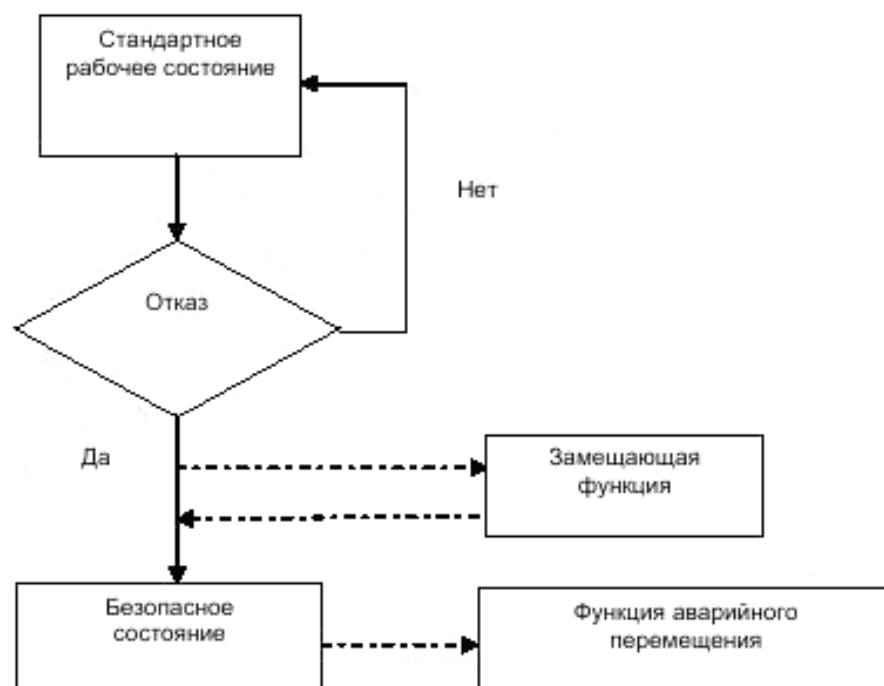 Стандартное
рабочее состояние
Нет
Отказ
Да
Замещающая
функция
Безопасное
состояние
Функция аварийного
перемещения